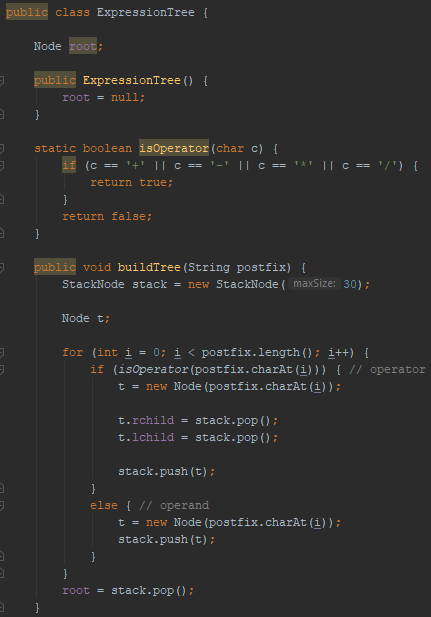 public class ExpressionTree {
Node root;
public ExpressionTree() {
root = null;
}
static boolean isOperator(char c) {
if (c == '+' || c == '-' || c == '*' || c == '/') {
return true;
}
return false;
}
public void buildTree(String postfix) {
StackNode stack = new StackNode( maxSize: 30);
Node t;
for (int i = 0; i < postfix.length(); i++) {
if (isOperator(postfix.charAt(i))) { // operator
t = new Node(postfix.charAt(i));
t.rchild = stack.pop();
t.lchild = stack.pop();
stack.push(t);
}
else { // operand
t = new Node(postfix.charAt(i));
stack.push(t);
}
}
root = stack.pop();
}